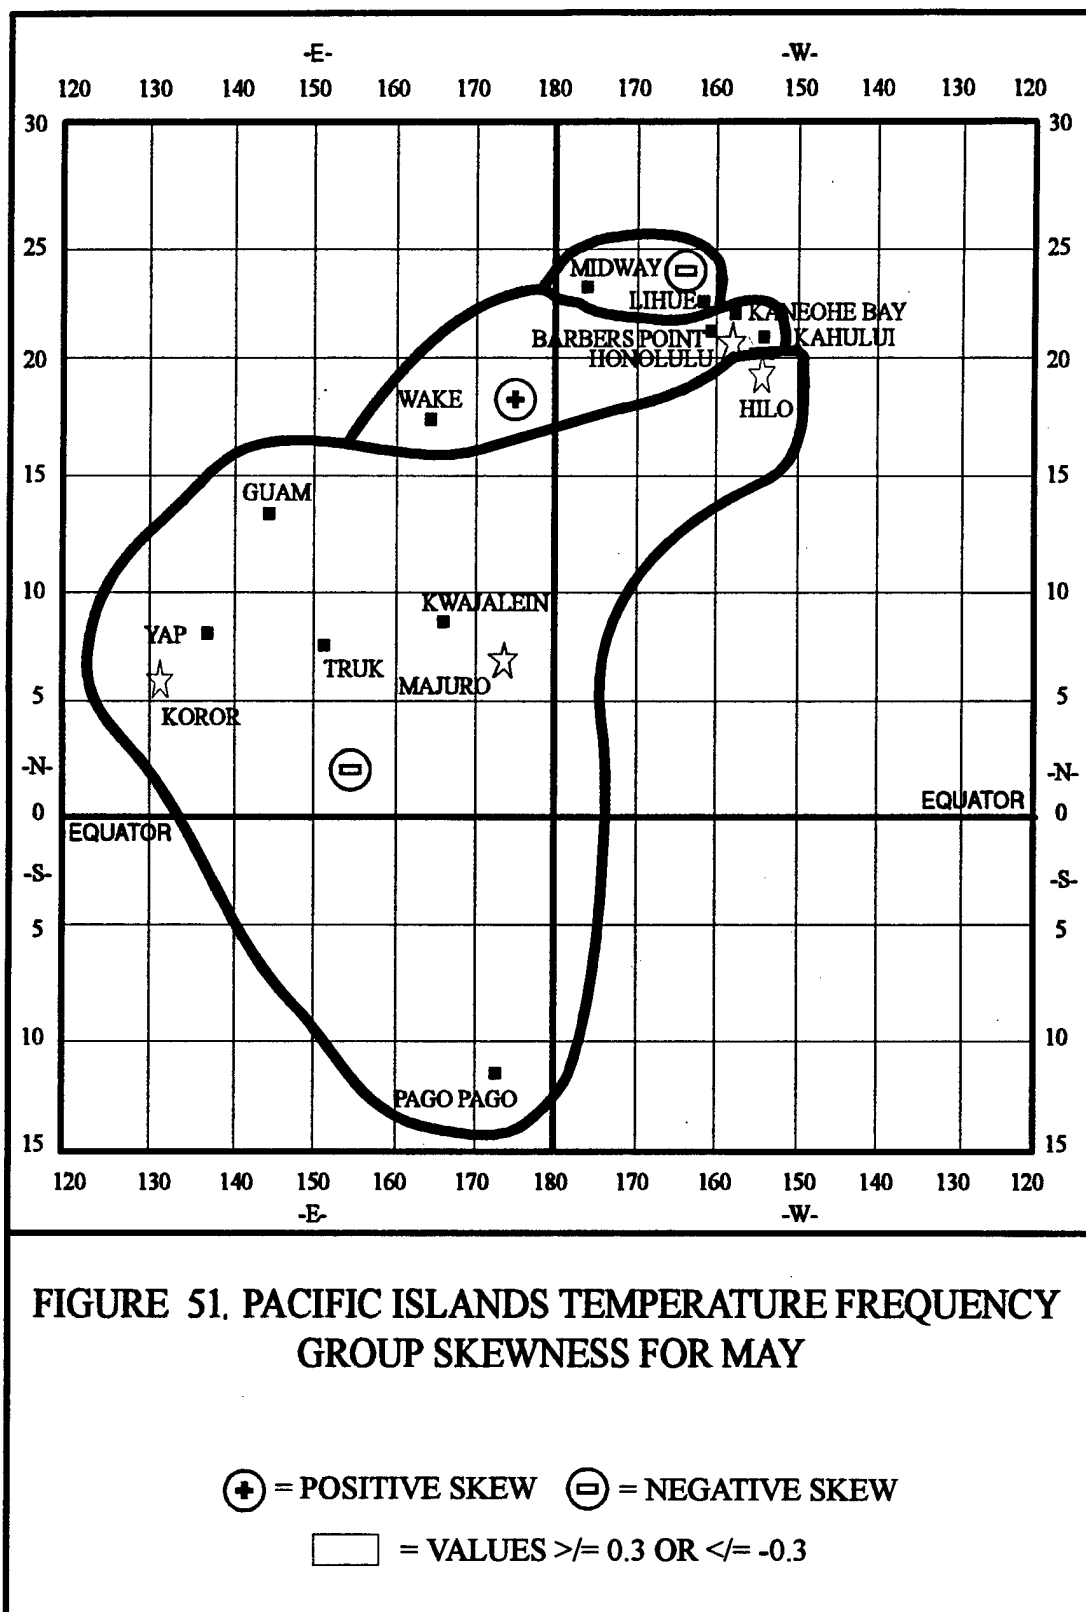 -E- -W-
120 130 140 150 160 170 180 170 160 150 140 130 120
30 30
25 25
MIDWAY
LIHUE
KANEOHE BAY
BARBERS POINT KAHULUI
HONOLULU
20 20
WAKE
HILO
15 15
GUAM
10 10
KWAJALEIN
YAP
TRUK
MAJURO
5 5
KOROR
-N- -N-
EQUATOR
0 0
EQUATOR
-S- -S-
5 5
10 10
PAGO PAGO
15 15
120 130 140 150 160 170 180 170 160 150 140 130 120
-E- -W-
FIGURE 51. PACIFIC ISLANDS TEMPERATURE FREQUENCY
GROUP SKEWNESS FOR MAY
= POSITIVE SKEW = NEGATIVE SKEW
= VALUES >/= 0.3 OR </= -0.3